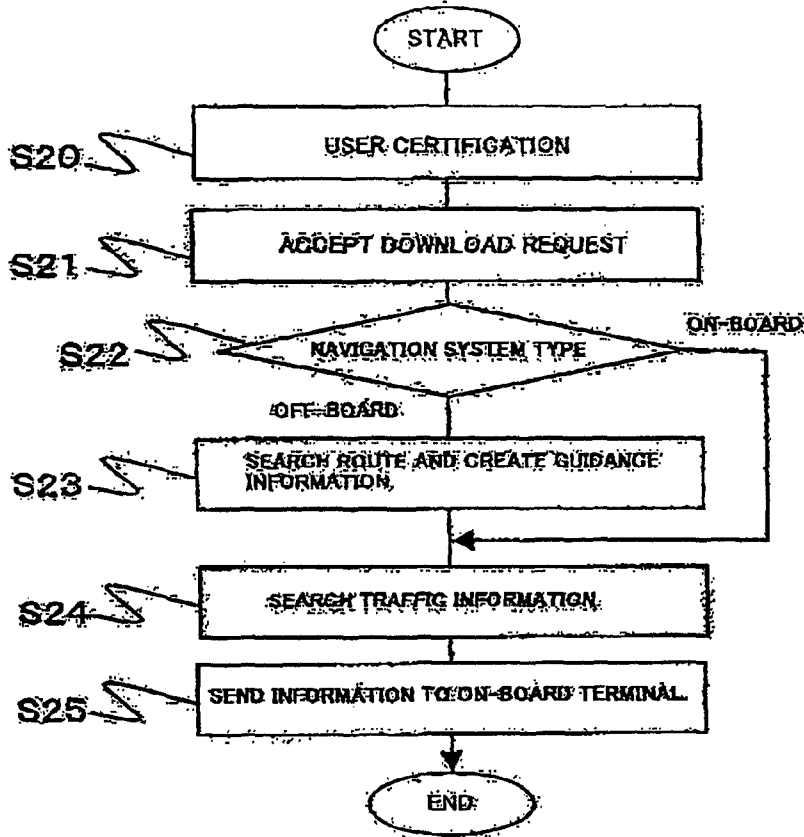 START
S20
USER CERTIFICATION
S21
ACCEPT DOWNLOAD REQUEST
S22
NAVIGATION SYSTEM TYPE
ON-BOARD
OFF-BOARD
S23
SEARCH ROUTE AND CREATE GUIDANCE
INFORMATION.
S24
SEARCH TRAFFIC INFORMATION.
S25
SEND INFORMATION TO ON-BOARD TERMINAL.
END